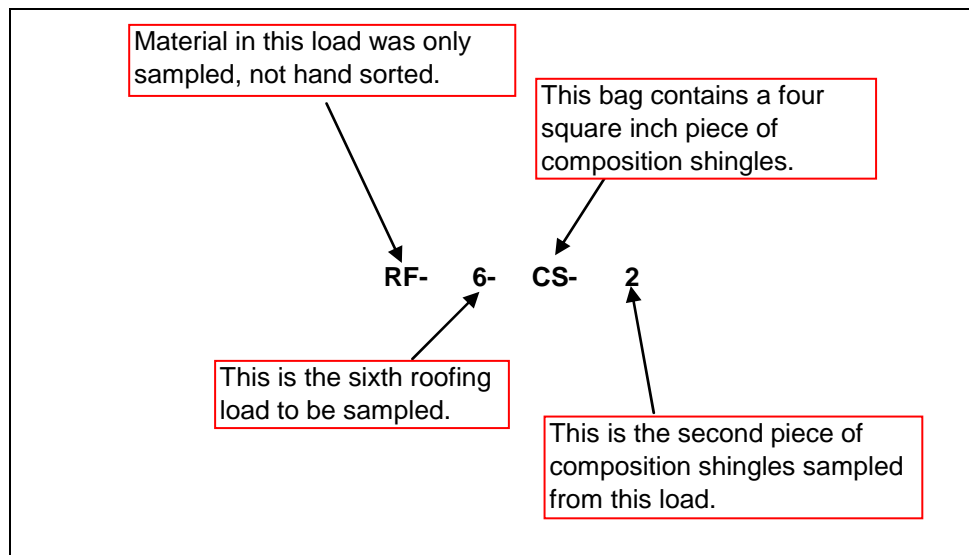 Material in this load was only
sampled, not hand sorted.
This bag contains a four
square inch piece of
composition shingles.
RF- 6- CS- 2
This is the sixth roofing
load to be sampled.
This is the second piece of
composition shingles sampled
from this load.